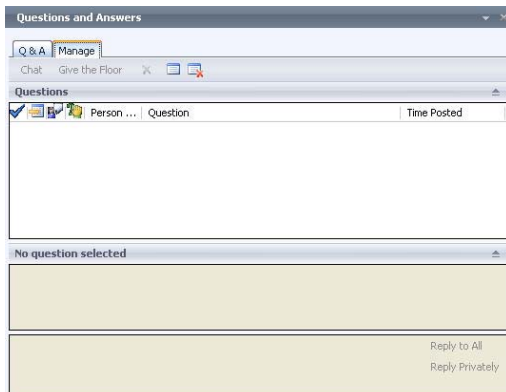 Questions and Answers
Q & A Manage
Chat Give the Floor
Questions
Person ... Question Time Posted
No question selected
Reply to All
Reply Privately